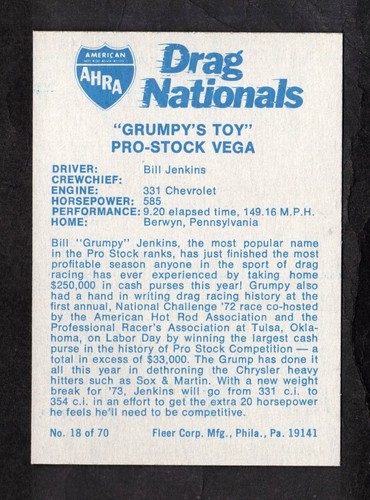 AMERICAN
AHRA
Drag
Nationals
"GRUMPY'S TOY"
PRO-STOCK VEGA
DRIVER: Bill Jenkins
CREWCHIEF:
ENGINE: 331 Chevrolet
HORSEPOWER: 585
PERFORMANCE: 9.20 elapsed time, 149.16 M.P.H.
HOME: Berwyn, Pennsylvania
Bill "Grumpy" Jenkins, the most popular name
in the Pro Stock ranks, has just finished the most
profitable season anyone in the sport of drag
racing has ever experienced by taking home
$250,000 in cash purses this year! Grumpy also
had a hand in writing drag racing history at the
first annual, National Challenge '72 race co-hosted
by the American Hot Rod Association and the
Professional Racer's Association at Tulsa, Okla-
homa, on Labor Day by winning the largest cash
purse in the history of Pro Stock Competition — a
total in excess of $33,000. The Grump has done it
all this year in dethroning the Chrysler heavy
hitters such as Sox & Martin. With a new weight
break for '73, Jenkins will go from 331 c.i. to
354 c.i. in an effort to get the extra 20 horsepower
he feels he'll need to be competitive.
No. 18 of 70 Fleer Corp. Mfg., Phila., Pa. 19141